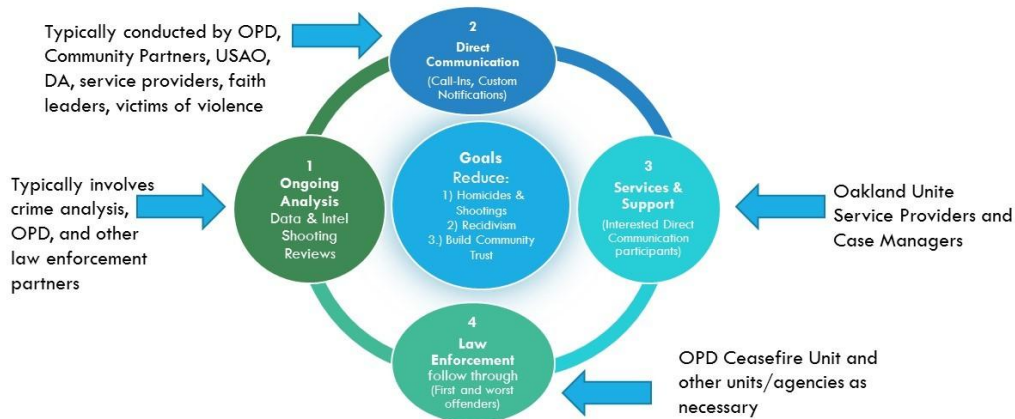 Typically conducted by OPD,
Community Partners, USAO,
DA, service providers, faith
leaders, victims of violence
2
Direct
Communication
(Call-Ins, Custom
Notifications)
Typically involves
crime analysis,
OPD, and other
law enforcement
partners
1
Ongoing
Analysis
Data & Intel
Shooting
Reviews
Goals
Reduce:
1) Homicides &
Shootings
2) Recidivism
3.) Build Community
Trust
3
Services &
Support
(Interested Direct
Communication
participants)
Oakland Unite
Service Providers and
Case Managers
4
Law
Enforcement
follow through
(First and worst
offenders)
OPD Ceasefire Unit and
other units/agencies as
necessary